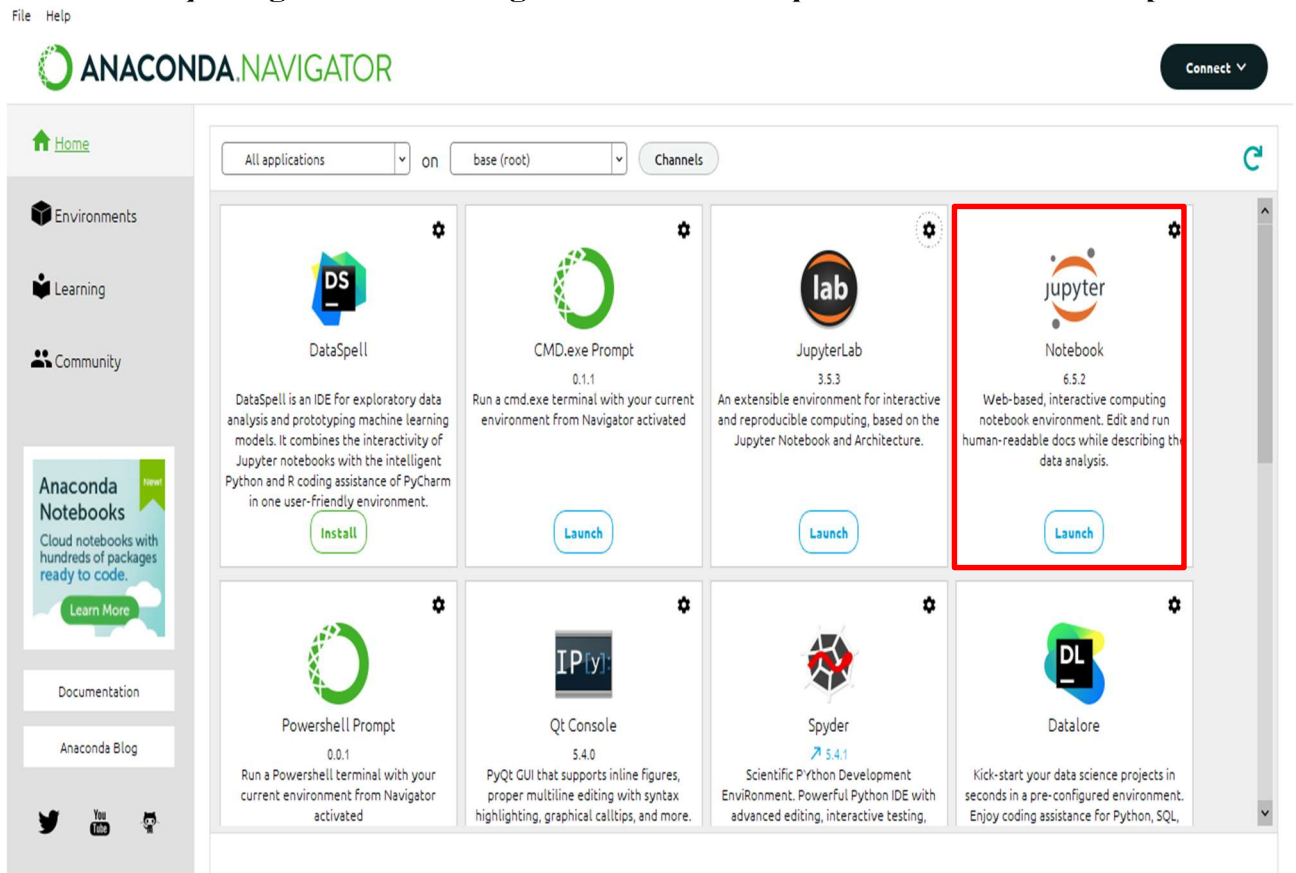 File Help
ANACONDA.NAVIGATOR
Connect
Home
All applications
on
base (root)
Channels
Environments
Learning
Community
DS
DataSpell
DataSpell is an IDE for exploratory data
analysis and prototyping machine learning
models. It combines the interactivity of
Jupyter notebooks with the intelligent
Python and R coding assistance of PyCharm
in one user-friendly environment.
Install
CMD.exe Prompt
0.1.1
Run a cmd.exe terminal with your current
environment from Navigator activated
Launch
lab
JupyterLab
3.5.3
An extensible environment for interactive
and reproducible computing, based on the
Jupyter Notebook and Architecture.
Launch
jupyter
Notebook
6.5.2
Web-based, interactive computing
notebook environment. Edit and run
human-readable docs while describing the
data analysis.
Launch
Anaconda
Notebooks
New!
Cloud notebooks with
hundreds of packages
ready to code.
Learn More
Documentation
Anaconda Blog
You
Tube
Powershell Prompt
0.0.1
Run a Powershell terminal with your
current environment from Navigator
activated
IP[y]:
Qt Console
5.4.0
PyQt GUI that supports inline figures,
proper multiline editing with syntax
highlighting, graphical calltips, and more.
Spyder
5.4.1
Scientific PYthon Development
EnviRonment. Powerful Python IDE with
advanced editing, interactive testing,
DL
Datalore
Kick-start your data science projects in
seconds in a pre-configured environment.
Enjoy coding assistance for Python, SQL,